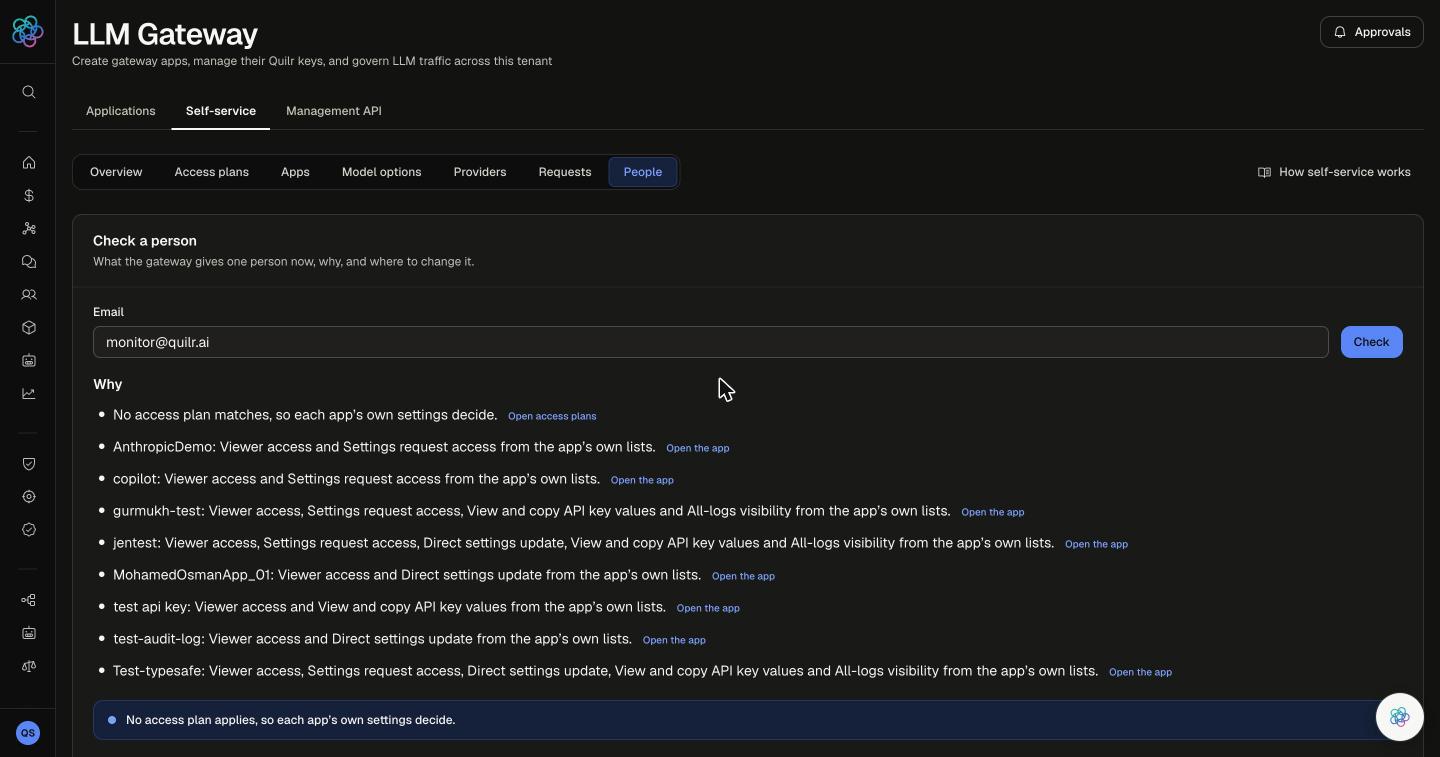 LLM Gateway
Create gateway apps, manage their Quilr keys, and govern LLM traffic across this tenant
Approvals
Applications
Self-service
Management API
Overview
Access plans
Apps
Model options
Providers
Requests
People
How self-service works
Check a person
What the gateway gives one person now, why, and where to change it.
Email
monitor@quilr.ai
Check
Why
No access plan matches, so each app's own settings decide. Open access plans
AnthropicDemo: Viewer access and Settings request access from the app's own lists. Open the app
copilot: Viewer access and Settings request access from the app's own lists. Open the app
gurmukh-test: Viewer access, Settings request access, View and copy API key values and All-logs visibility from the app's own lists. Open the app
jentest: Viewer access, Settings request access, Direct settings update, View and copy API key values and All-logs visibility from the app's own lists. Open the app
MohamedOsmanApp_01: Viewer access and Direct settings update from the app's own lists. Open the app
test api key: Viewer access and View and copy API key values from the app's own lists. Open the app
test-audit-log: Viewer access and Direct settings update from the app's own lists. Open the app
Test-typesafe: Viewer access, Settings request access, Direct settings update, View and copy API key values and All-logs visibility from the app's own lists. Open the app
No access plan applies, so each app's own settings decide.
QS